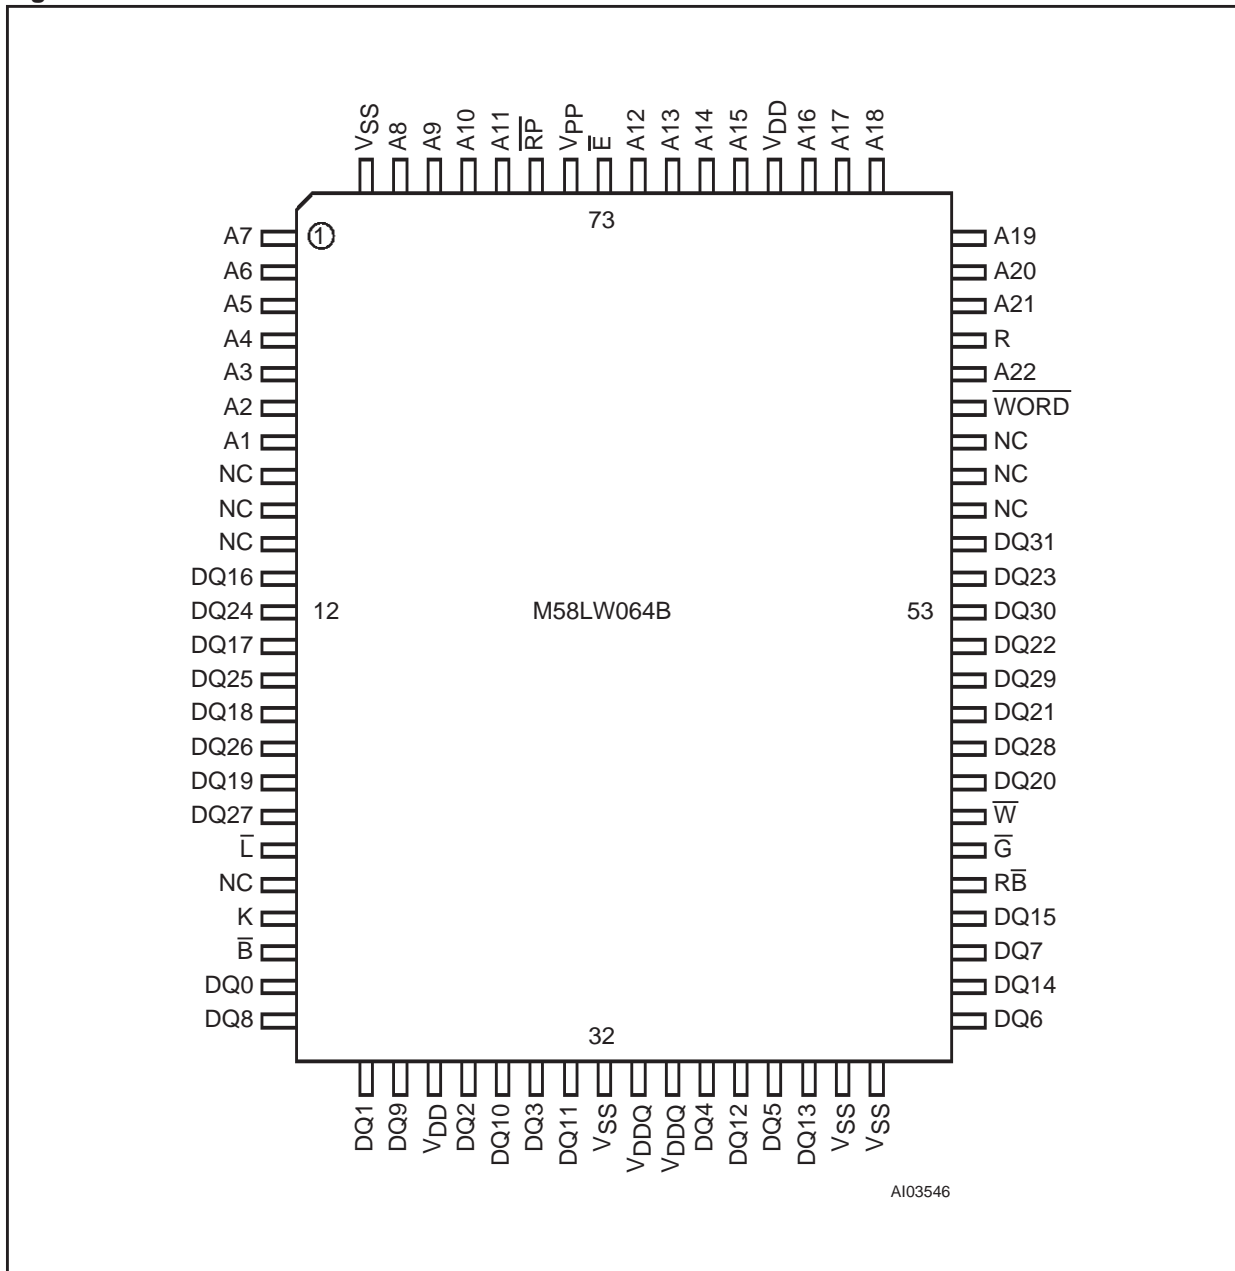 VSS
A8
A9
A10
A11
R̅P̅
VPP
E̅
A12
A13
A14
A15
VDD
A16
A17
A18
73
A7
1
A19
A6
A20
A5
A21
A4
R
A3
A22
A2
W̅O̅R̅D̅
A1
NC
NC
NC
NC
NC
NC
DQ31
DQ16
DQ23
DQ24
12
M58LW064B
53
DQ30
DQ17
DQ22
DQ25
DQ29
DQ18
DQ21
DQ26
DQ28
DQ19
DQ20
DQ27
W̅
L̅
G̅
NC
RB̅
K
DQ15
B̅
DQ7
DQ0
DQ14
DQ8
DQ6
32
DQ1
DQ9
VDD
DQ2
DQ10
DQ3
DQ11
VSS
VDDQ
VDDQ
DQ4
DQ12
DQ5
DQ13
VSS
VSS
AI03546